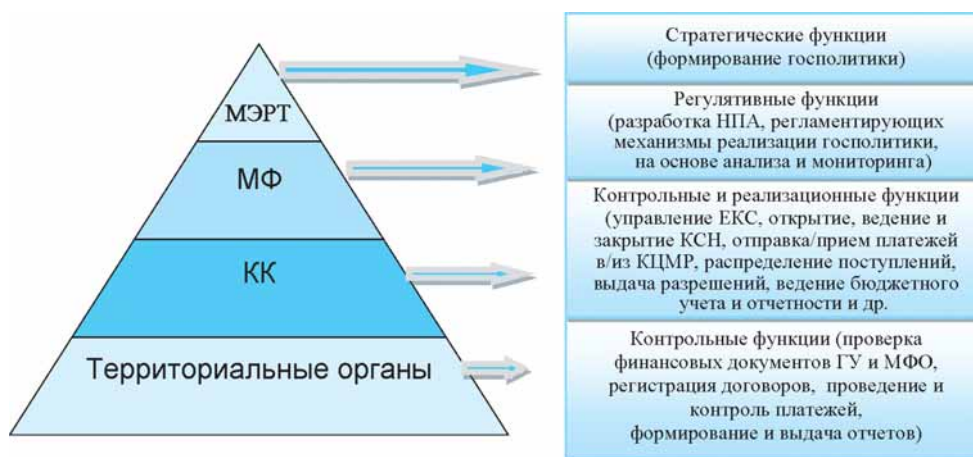 МЭРТ
МФ
КК
Территориальные органы
Стратегические функции
(формирование госполитики)
Регулятивные функции
(разработка НПА, регламентирующих
механизмы реализации госполитики,
на основе анализа и мониторинга)
Контрольные и реализационные функции
(управление ЕКС, открытие, ведение и
закрытие КСН, отправка/прием платежей
в/из КЦМР, распределение поступлений,
выдача разрешений, ведение бюджетного
учета и отчетности и др.
Контрольные функции (проверка
финансовых документов ГУ и МФО,
регистрация договоров, проведение и
контроль платежей,
формирование и выдача отчетов)